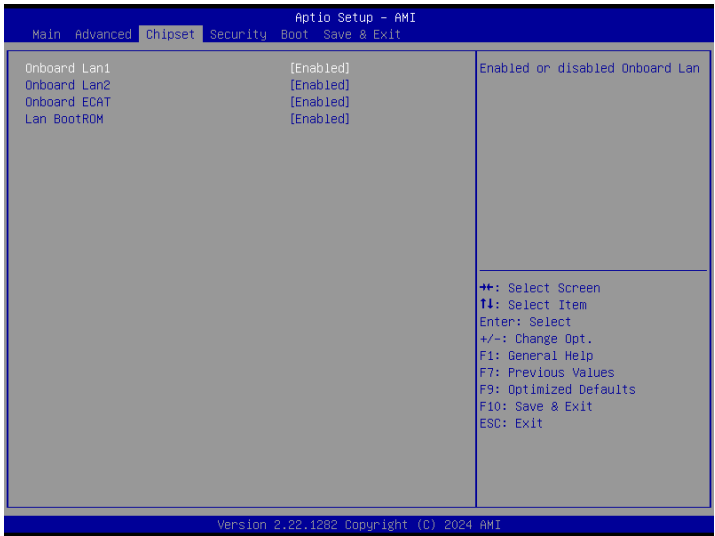 Aptio Setup – AMI
Main Advanced Chipset Security Boot Save & Exit
Onboard Lan1 [Enabled]
Onboard Lan2 [Enabled]
Onboard ECAT [Enabled]
Lan BootROM [Enabled]
Enabled or disabled Onboard Lan
→←: Select Screen
↑↓: Select Item
Enter: Select
+/-: Change Opt.
F1: General Help
F7: Previous Values
F9: Optimized Defaults
F10: Save & Exit
ESC: Exit
Version 2.22.1282 Copyright (C) 2024 AMI